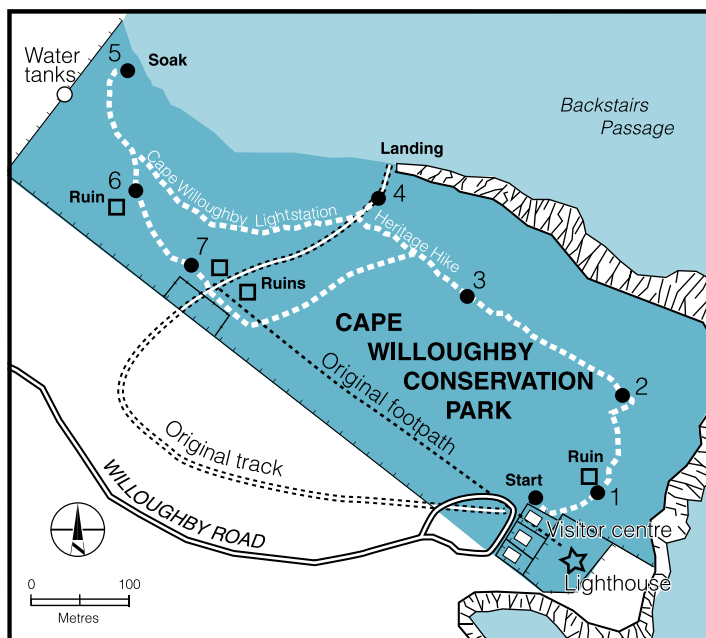 5
Soak
Water
tanks
Backstairs
Passage
Landing
Cape Willoughby Lightstation
Heritage Hike
6
Ruin
4
7
Ruins
3
CAPE
WILLOUGHBY
CONSERVATION
PARK
2
Original footpath
Original track
WILLOUGHBY ROAD
Start
Ruin
1
Visitor centre
Lighthouse
N
0 100
Metres